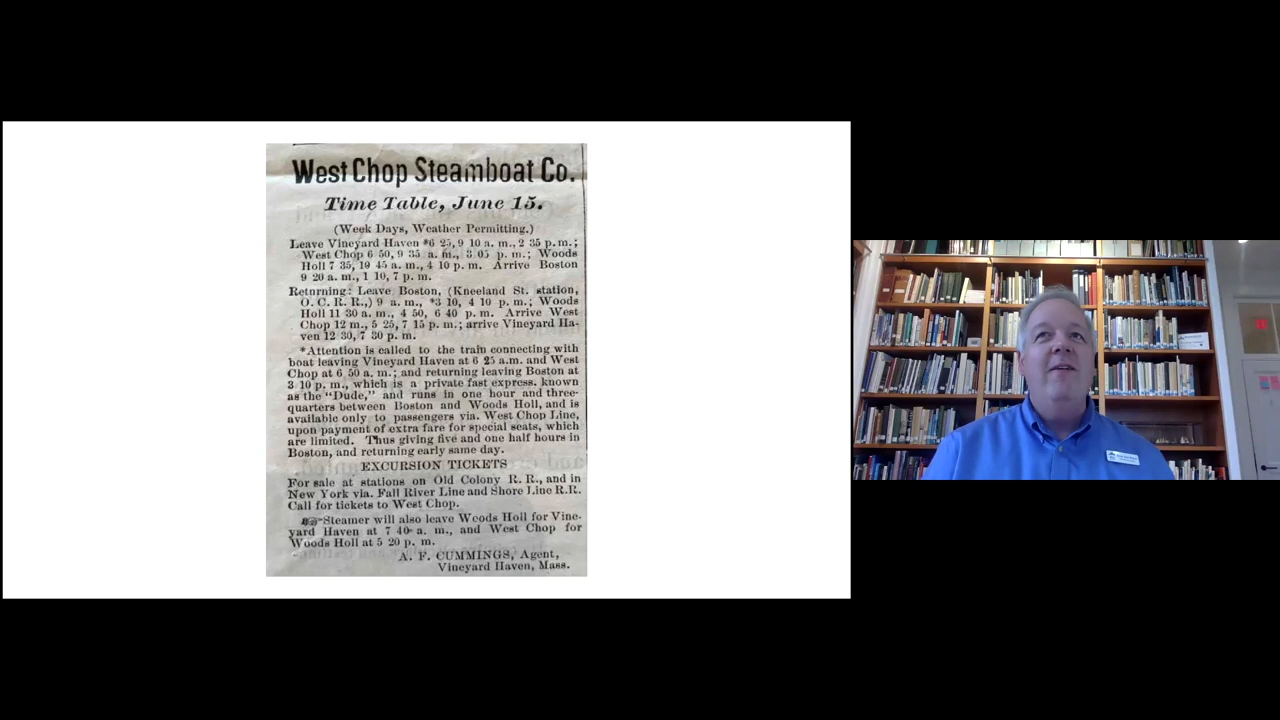 West Chop Steamboat Co.
Time Table, June 15.
(Week Days, Weather Permitting.)
Leave Vineyard Haven *6 25, 9 10 a. m., 2 35 p. m.;
West Chop 6 50, 9 35 a. m., 3 05 p. m.; Woods
Holl 7 35, 10 45 a. m., 4 10 p. m. Arrive Boston
9 20 a. m., 1 10, 7 p. m.
Returning: Leave Boston, (Kneeland St. station,
O. C. R. R.,) 9 a. m., *3 10, 4 10 p. m.; Woods
Holl 11 30 a. m., 4 50, 6 40 p. m. Arrive West
Chop 12 m., 5 25, 7 15 p. m.; arrive Vineyard Ha-
ven 12 30, 7 30 p. m.
*Attention is called to the train connecting with
boat leaving Vineyard Haven at 6 25 a.m. and West
Chop at 6 50 a. m.; and returning leaving Boston at
3 10 p. m., which is a private fast express. known
as the "Dude," and runs in one hour and three-
quarters between Boston and Woods Holl, and is
available only to passengers via. West Chop Line,
upon payment of extra fare for special seats, which
are limited. Thus giving five and one half hours in
Boston, and returning early same day.
EXCURSION TICKETS
For sale at stations on Old Colony R. R., and in
New York via. Fall River Line and Shore Line R.R.
Call for tickets to West Chop.
☞Steamer will also leave Woods Holl for Vine-
yard Haven at 7 40 a. m., and West Chop for
Woods Holl at 5 20 p. m.
A. F. CUMMINGS, Agent,
Vineyard Haven, Mass.